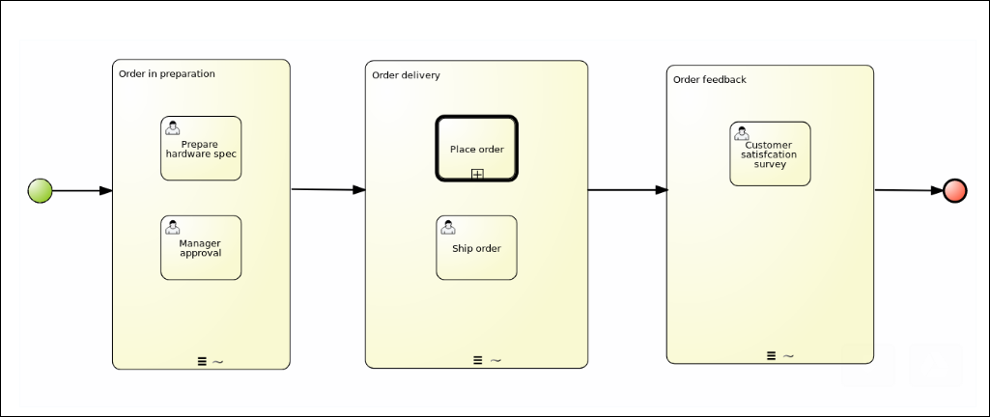 Order in preparation
Prepare
hardware spec
Manager
approval
Order delivery
Place order
Ship order
Order feedback
Customer
satisfcation
survey